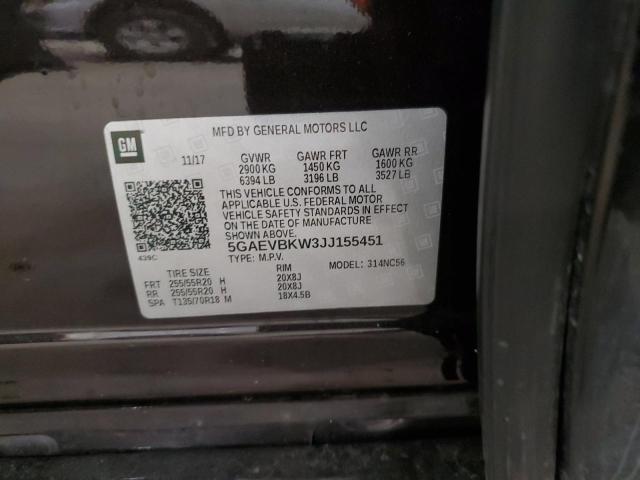 MFD BY GENERAL MOTORS LLC
GM
11/17 GVWR GAWR FRT GAWR RR
2900 KG 1450 KG 1600 KG
6394 LB 3196 LB 3527 LB
THIS VEHICLE CONFORMS TO ALL
APPLICABLE U.S. FEDERAL MOTOR
VEHICLE SAFETY STANDARDS IN EFFECT
ON THE DATE OF MANUFACTURE
SHOWN ABOVE.
5GAEVBKW3JJ155451
439C
TYPE: M.P.V. MODEL: 314NC56
TIRE SIZE RIM
FRT 255/55R20 H 20X8J
RR 255/55R20 H 20X8J
SPA T135/70R18 M 18X4.5B